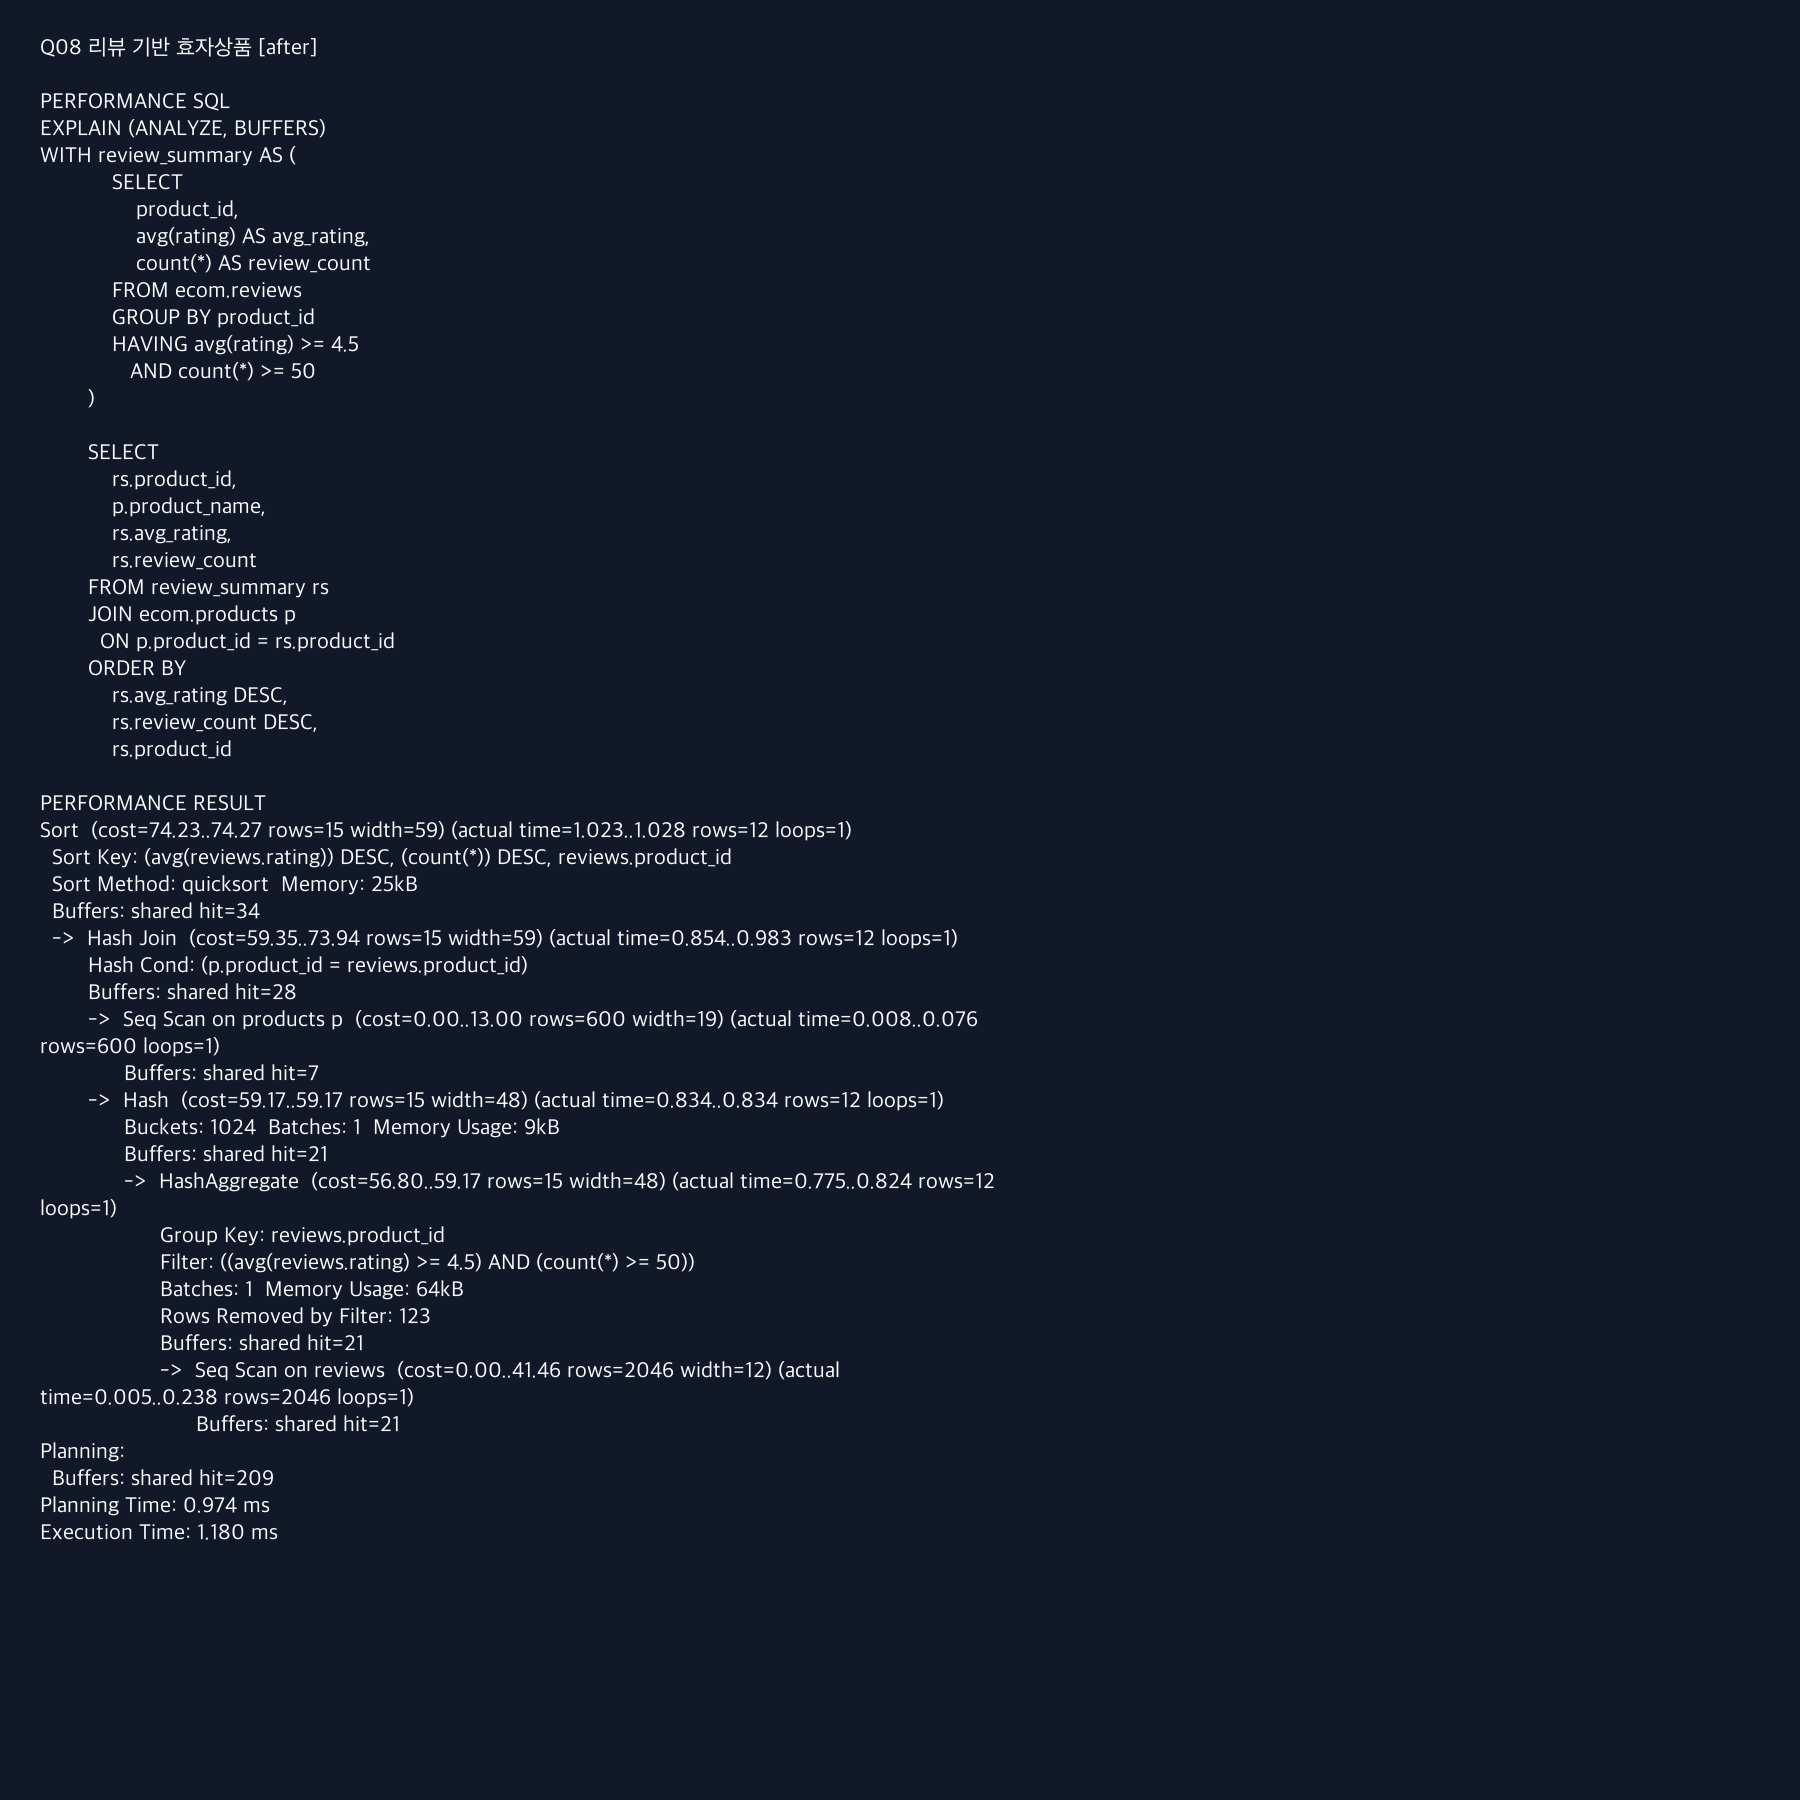 Q08 리뷰 기반 효자상품 [after]

PERFORMANCE SQL
EXPLAIN (ANALYZE, BUFFERS)
WITH review_summary AS (
            SELECT
                product_id,
                avg(rating) AS avg_rating,
                count(*) AS review_count
            FROM ecom.reviews
            GROUP BY product_id
            HAVING avg(rating) >= 4.5
               AND count(*) >= 50
        )

        SELECT
            rs.product_id,
            p.product_name,
            rs.avg_rating,
            rs.review_count
        FROM review_summary rs
        JOIN ecom.products p
          ON p.product_id = rs.product_id
        ORDER BY
            rs.avg_rating DESC,
            rs.review_count DESC,
            rs.product_id

PERFORMANCE RESULT
Sort  (cost=74.23..74.27 rows=15 width=59) (actual time=1.023..1.028 rows=12 loops=1)
  Sort Key: (avg(reviews.rating)) DESC, (count(*)) DESC, reviews.product_id
  Sort Method: quicksort  Memory: 25kB
  Buffers: shared hit=34
  ->  Hash Join  (cost=59.35..73.94 rows=15 width=59) (actual time=0.854..0.983 rows=12 loops=1)
        Hash Cond: (p.product_id = reviews.product_id)
        Buffers: shared hit=28
        ->  Seq Scan on products p  (cost=0.00..13.00 rows=600 width=19) (actual time=0.008..0.076
rows=600 loops=1)
              Buffers: shared hit=7
        ->  Hash  (cost=59.17..59.17 rows=15 width=48) (actual time=0.834..0.834 rows=12 loops=1)
              Buckets: 1024  Batches: 1  Memory Usage: 9kB
              Buffers: shared hit=21
              ->  HashAggregate  (cost=56.80..59.17 rows=15 width=48) (actual time=0.775..0.824 rows=12
loops=1)
                    Group Key: reviews.product_id
                    Filter: ((avg(reviews.rating) >= 4.5) AND (count(*) >= 50))
                    Batches: 1  Memory Usage: 64kB
                    Rows Removed by Filter: 123
                    Buffers: shared hit=21
                    ->  Seq Scan on reviews  (cost=0.00..41.46 rows=2046 width=12) (actual
time=0.005..0.238 rows=2046 loops=1)
                          Buffers: shared hit=21
Planning:
  Buffers: shared hit=209
Planning Time: 0.974 ms
Execution Time: 1.180 ms